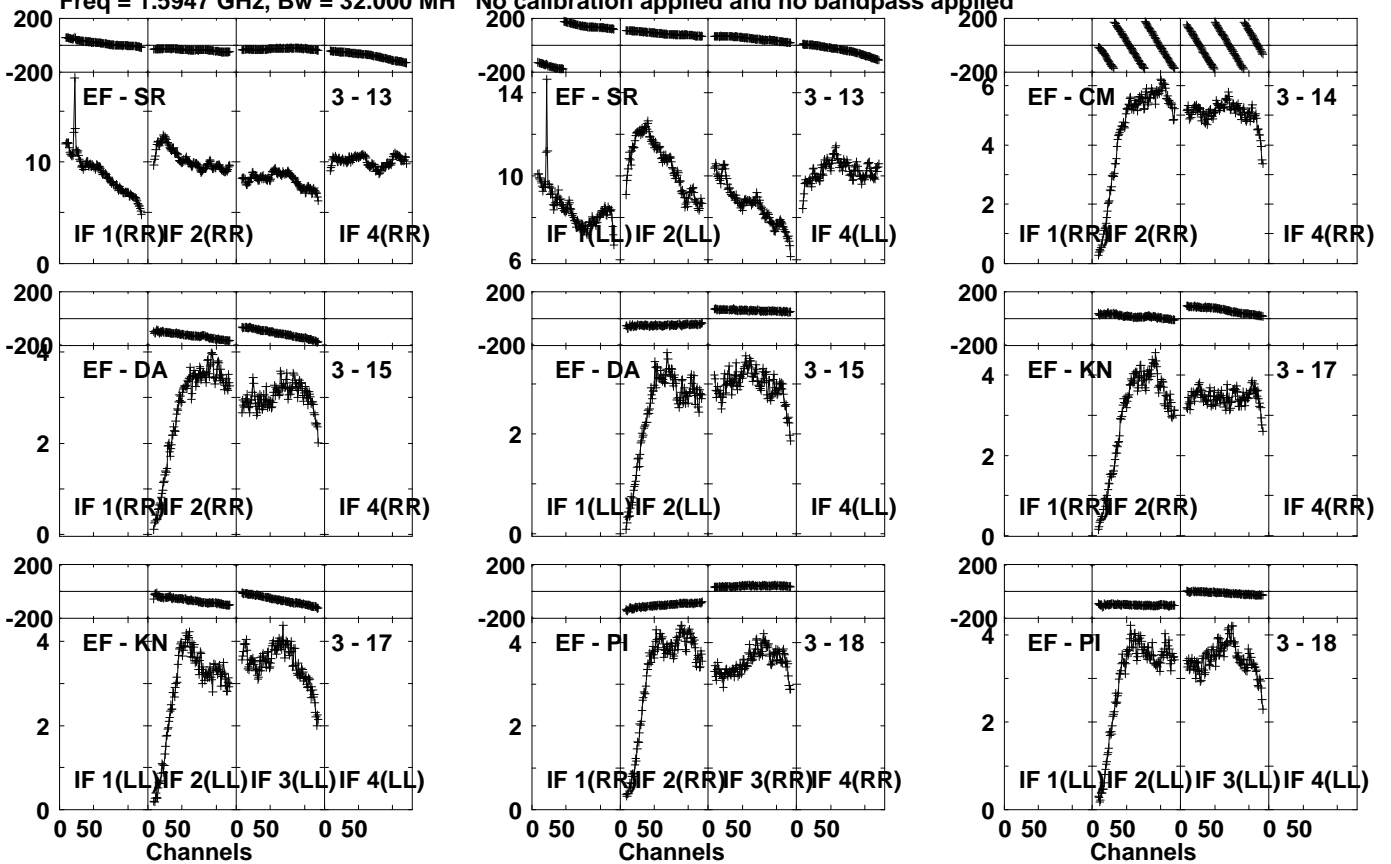 Freq = 1.5947 GHz, Bw = 32.000 MH No calibration applied and no bandpass applied
200
-200
EF - SR
3 - 13
10
0
IF 1(RR) IF 2(RR) IF 4(RR)
200
-200
14
EF - SR
3 - 13
10
6
IF 1(LL) IF 2(LL) IF 4(LL)
200
-200
6
EF - CM
3 - 14
4
2
0
IF 1(RR) IF 2(RR) IF 4(RR)
200
-200
4
EF - DA
3 - 15
2
0
IF 1(RR) IF 2(RR) IF 4(RR)
200
-200
EF - DA
3 - 15
2
0
IF 1(LL) IF 2(LL) IF 4(LL)
200
-200
4
EF - KN
3 - 17
2
0
IF 1(RR) IF 2(RR) IF 4(RR)
200
-200
4
EF - KN
3 - 17
2
0
IF 1(LL) IF 2(LL) IF 3(LL) IF 4(LL)
0 50 0 50 0 50 0 50
Channels
200
-200
4
EF - PI
3 - 18
2
0
IF 1(RR) IF 2(RR) IF 3(RR) IF 4(RR)
0 50 0 50 0 50 0 50
Channels
200
-200
4
EF - PI
3 - 18
2
0
IF 1(LL) IF 2(LL) IF 3(LL) IF 4(LL)
0 50 0 50 0 50 0 50
Channels